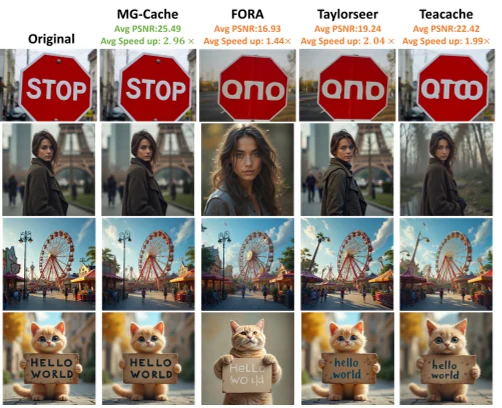 Original
MG-Cache
Avg PSNR:25.49
Avg Speed up: 2.96 ×
FORA
Avg PSNR:16.93
Avg Speed up: 1.44×
Taylorseer
Avg PSNR:19.24
Avg Speed up: 2.04 ×
Teacache
Avg PSNR:22.42
Avg Speed up: 1.99×
STOP
STOP
HELLO
WORLD
HELLO
WORLD
HeLLo
hello
world
hello
world